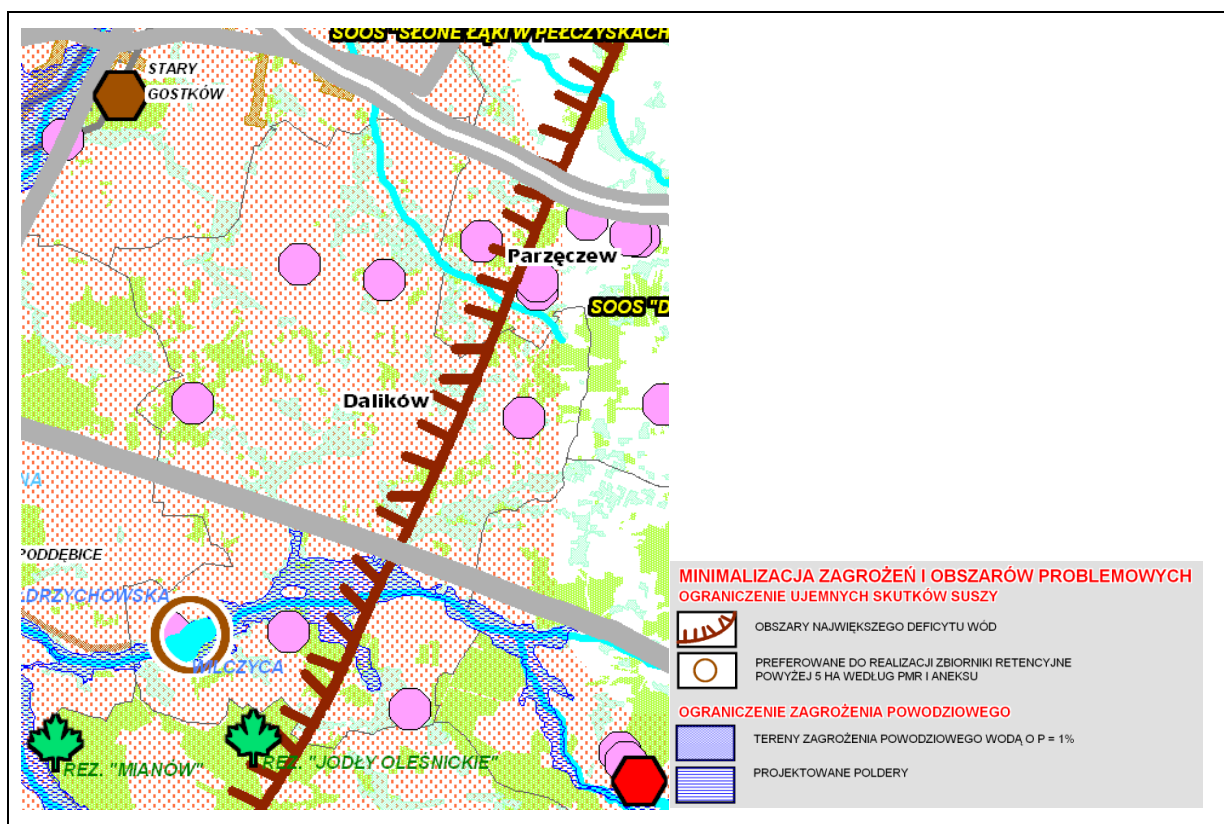 SOOS "SŁONE ŁĄKI W PEŁCZYSKACH
STARY
GOSTKÓW
Parzęczew
SOOS "D
Dalików
NA
PODDĘBICE
DRZYCHOWSKA
WILCZYCA
REZ. "MIANÓW"
REZ. "JODŁY OLEŚNICKIE"
MINIMALIZACJA ZAGROŻEŃ I OBSZARÓW PROBLEMOWYCH
OGRANICZENIE UJEMNYCH SKUTKÓW SUSZY
OBSZARY NAJWIĘKSZEGO DEFICYTU WÓD
PREFEROWANE DO REALIZACJI ZBIORNIKI RETENCYJNE
POWYŻEJ 5 HA WEDŁUG PMR I ANEKSU
OGRANICZENIE ZAGROŻENIA POWODZIOWEGO
TERENY ZAGROŻENIA POWODZIOWEGO WODĄ O P = 1%
PROJEKTOWANE POLDERY